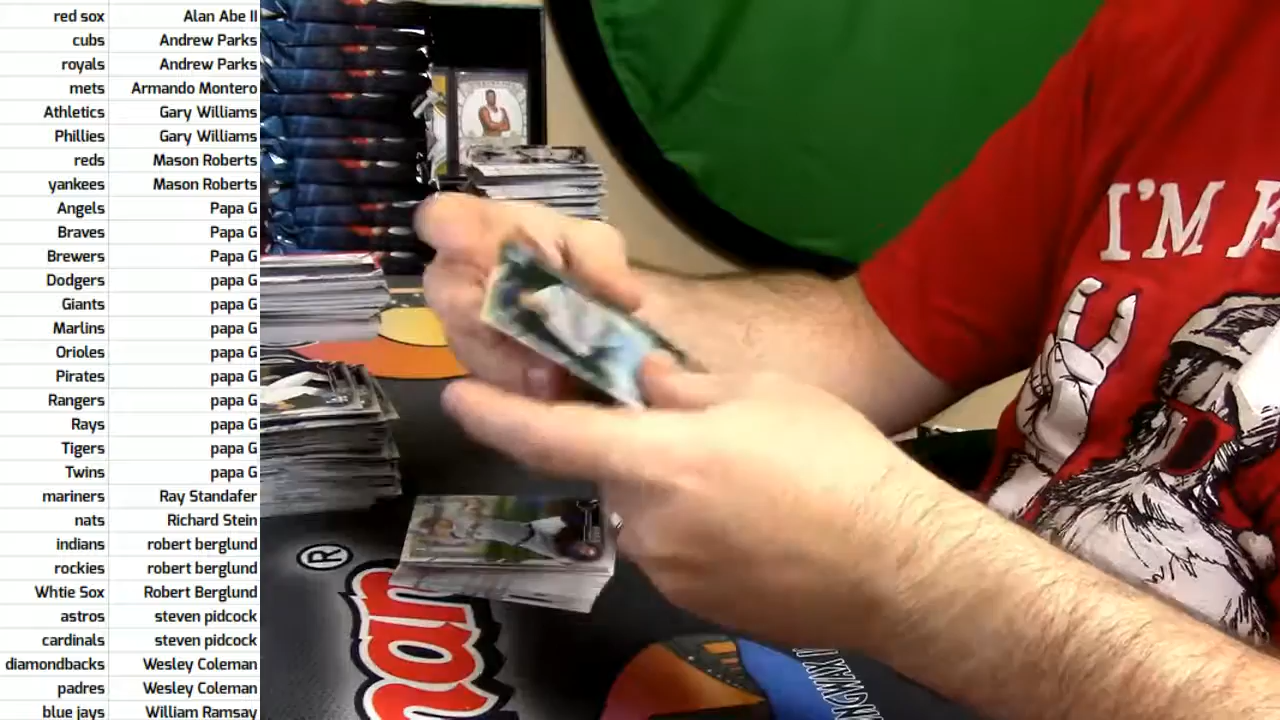 red sox Alan Abe II
cubs Andrew Parks
royals Andrew Parks
mets Armando Montero
Athletics Gary Williams
Phillies Gary Williams
reds Mason Roberts
yankees Mason Roberts
Angels Papa G
Braves Papa G
Brewers Papa G
Dodgers papa G
Giants papa G
Marlins papa G
Orioles papa G
Pirates papa G
Rangers papa G
Rays papa G
Tigers papa G
Twins papa G
mariners Ray Standafer
nats Richard Stein
indians robert berglund
rockies robert berglund
Whtie Sox Robert Berglund
astros steven pidcock
cardinals steven pidcock
diamondbacks Wesley Coleman
padres Wesley Coleman
blue jays William Ramsay
I'M
®